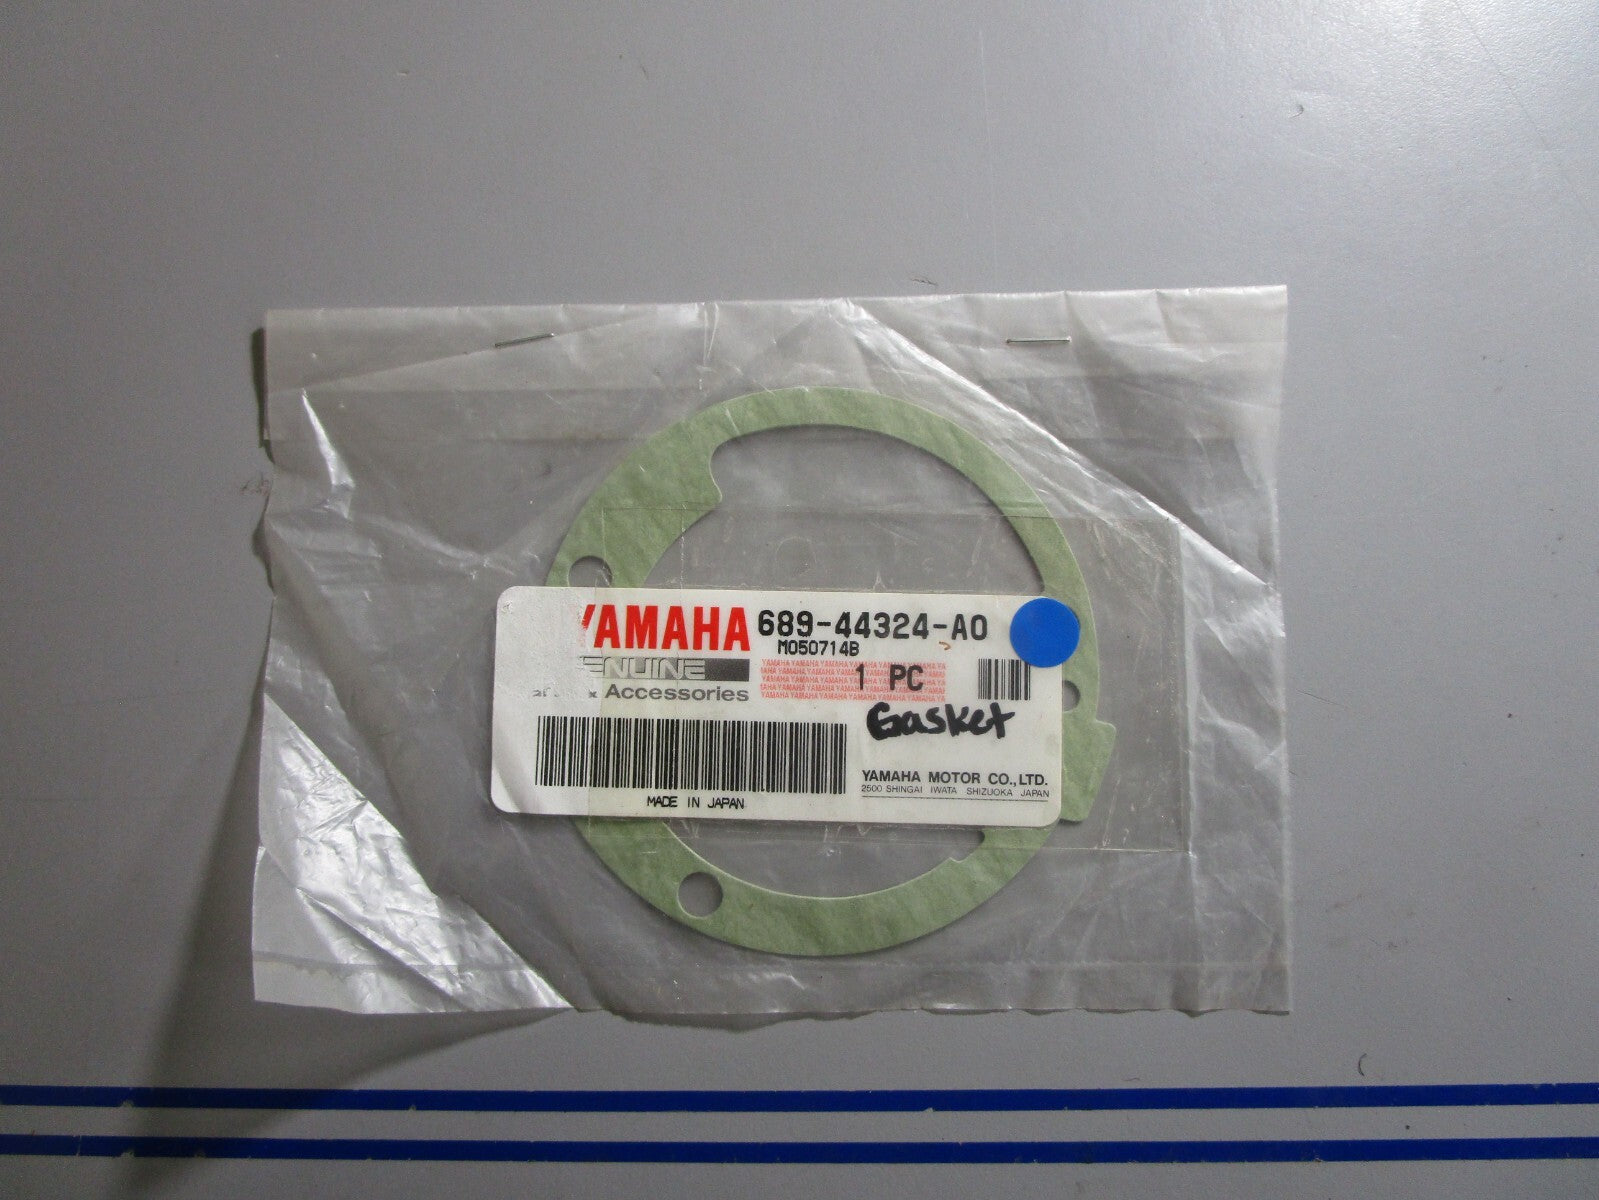 YAMAHA 689-44324-A0
M050714B
ENUINE
1 PC
& Accessories
Gasket
YAMAHA MOTOR CO.,LTD.
2500 SHINGAI IWATA SHIZUOKA JAPAN
MADE IN JAPAN